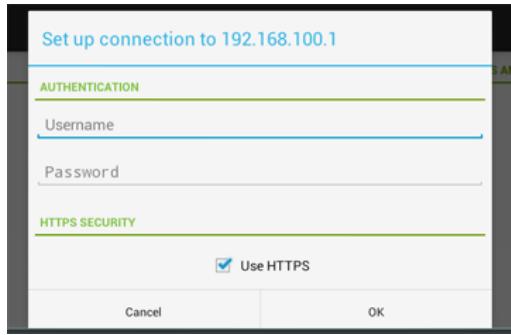 Set up connection to 192.168.100.1
AUTHENTICATION
Username
Password
HTTPS SECURITY
Use HTTPS
Cancel OK